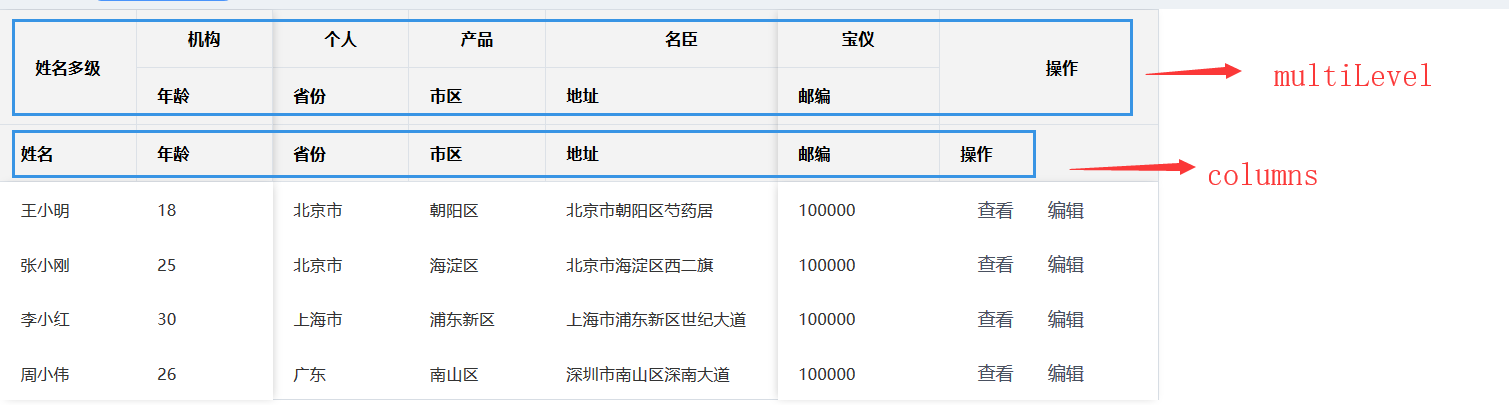 机构 个人 产品 名臣 宝仪
姓名多级 操作 multiLevel
年龄 省份 市区 地址 邮编
姓名 年龄 省份 市区 地址 邮编 操作
columns
王小明 18 北京市 朝阳区 北京市朝阳区芍药居 100000 查看 编辑
张小刚 25 北京市 海淀区 北京市海淀区西二旗 100000 查看 编辑
李小红 30 上海市 浦东新区 上海市浦东新区世纪大道 100000 查看 编辑
周小伟 26 广东 南山区 深圳市南山区深南大道 100000 查看 编辑